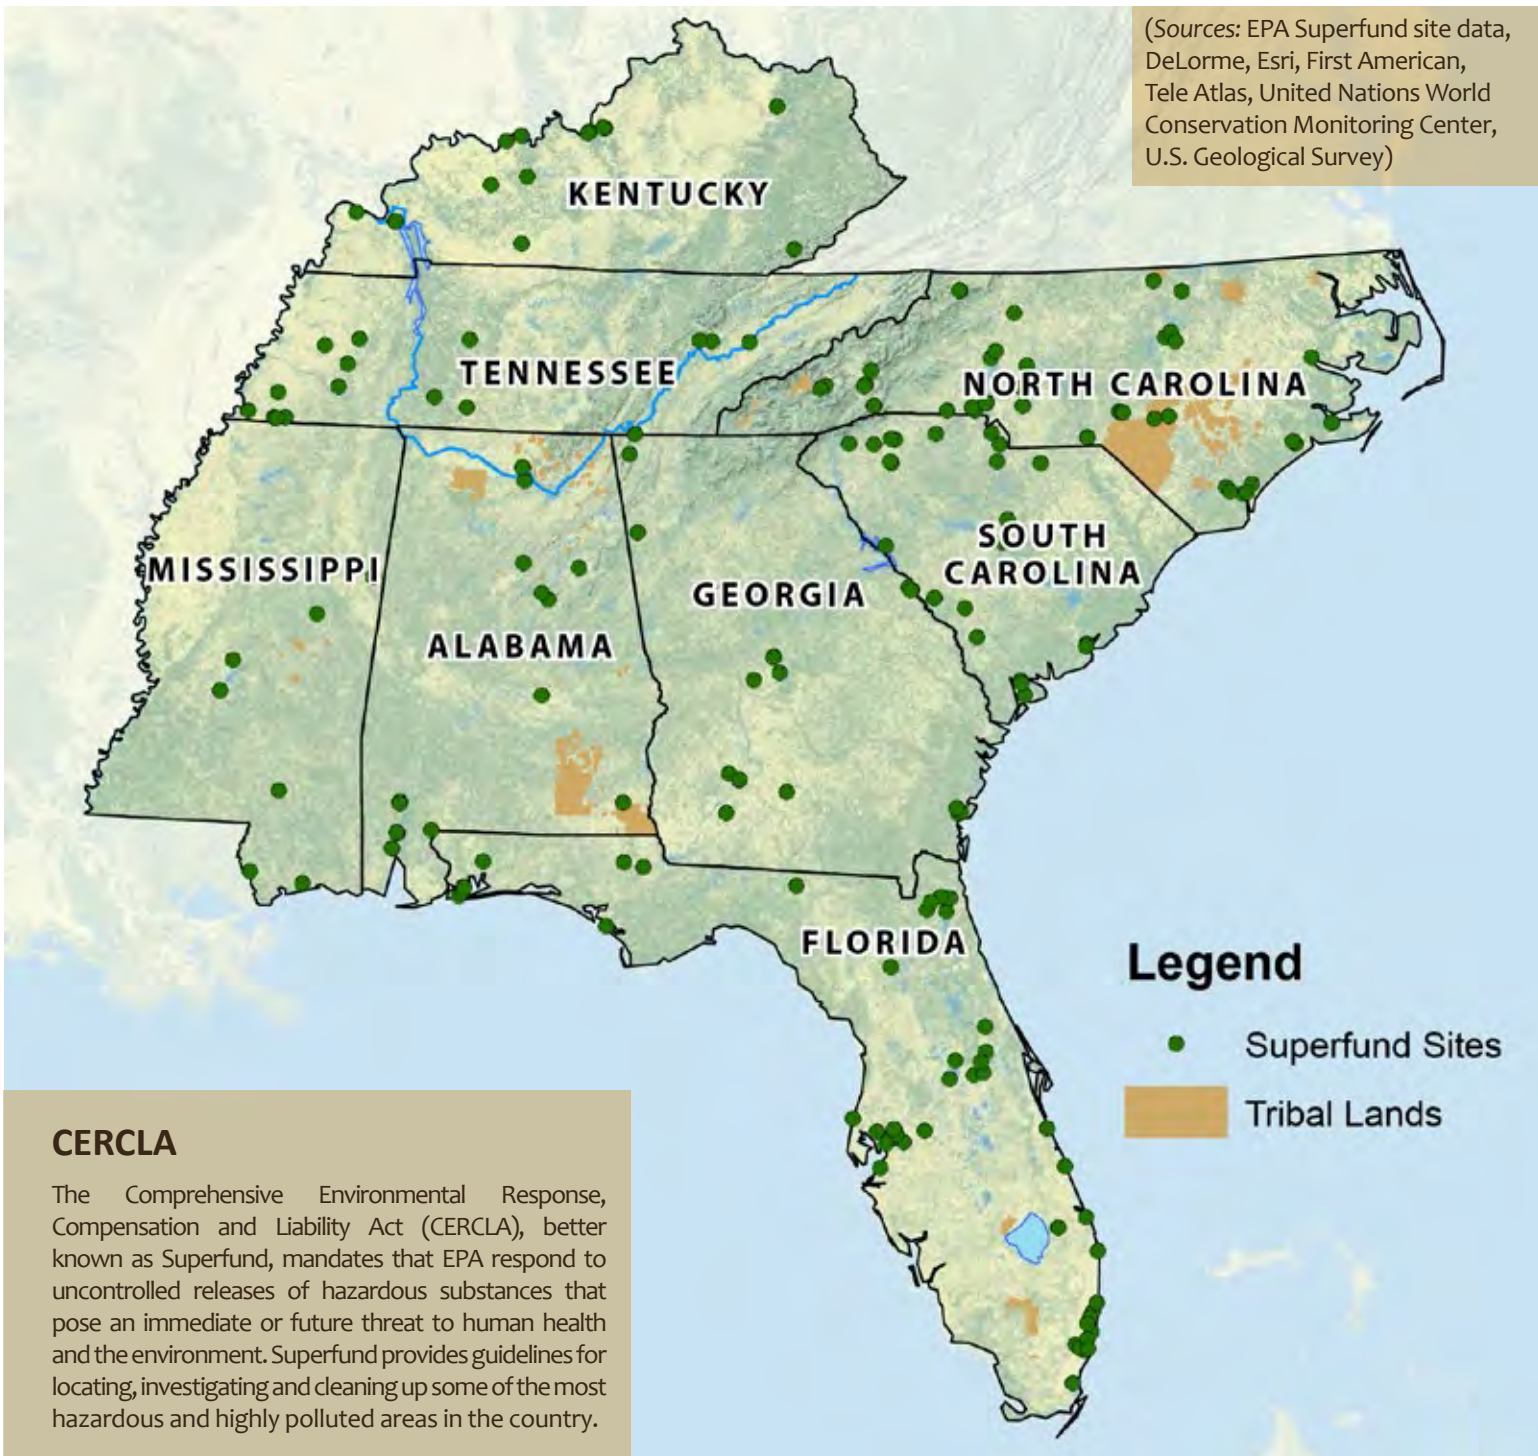 (Sources: EPA Superfund site data,
DeLorme, Esri, First American,
Tele Atlas, United Nations World
Conservation Monitoring Center,
U.S. Geological Survey)
KENTUCKY
TENNESSEE
NORTH CAROLINA
MISSISSIPPI
ALABAMA
GEORGIA
SOUTH
CAROLINA
FLORIDA
Legend
Superfund Sites
Tribal Lands
CERCLA
The Comprehensive Environmental Response,
Compensation and Liability Act (CERCLA), better
known as Superfund, mandates that EPA respond to
uncontrolled releases of hazardous substances that
pose an immediate or future threat to human health
and the environment. Superfund provides guidelines for
locating, investigating and cleaning up some of the most
hazardous and highly polluted areas in the country.